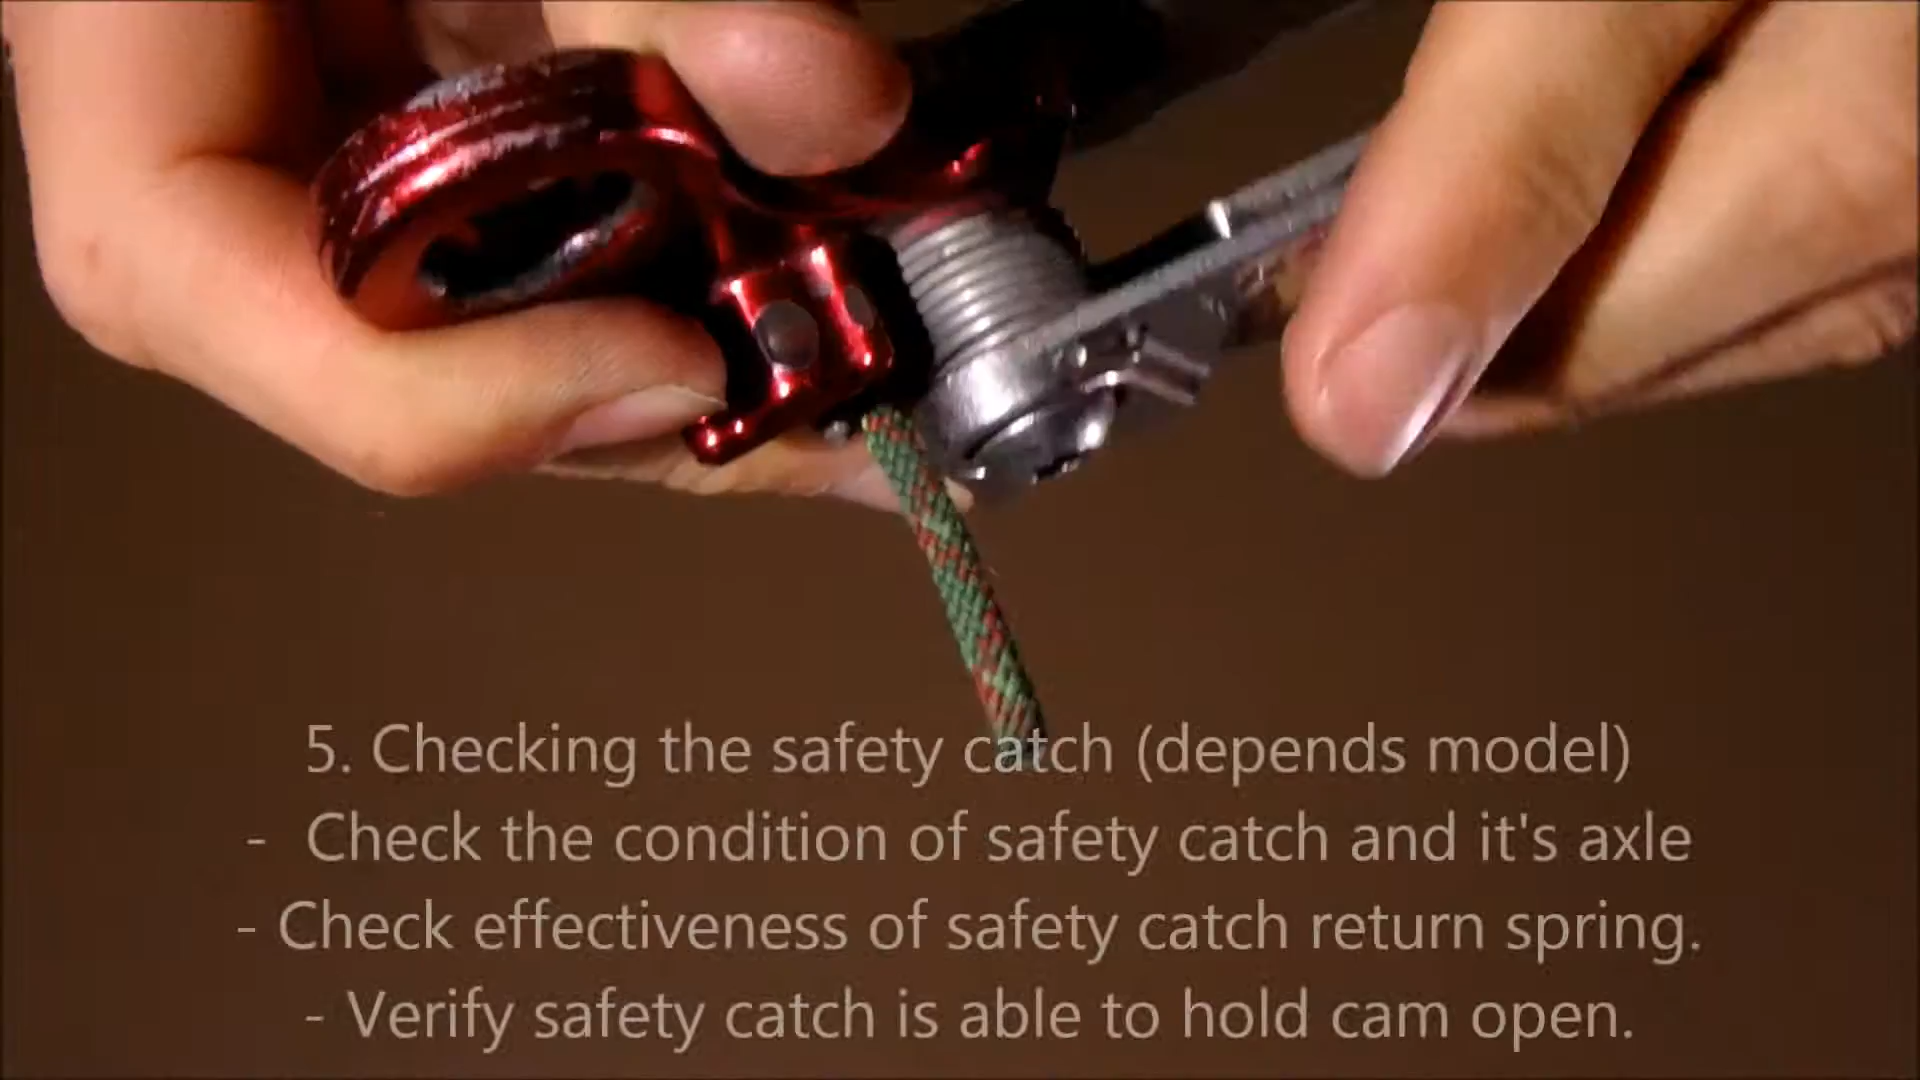 5. Checking the safety catch (depends model)
-  Check the condition of safety catch and it's axle
- Check effectiveness of safety catch return spring.
- Verify safety catch is able to hold cam open.